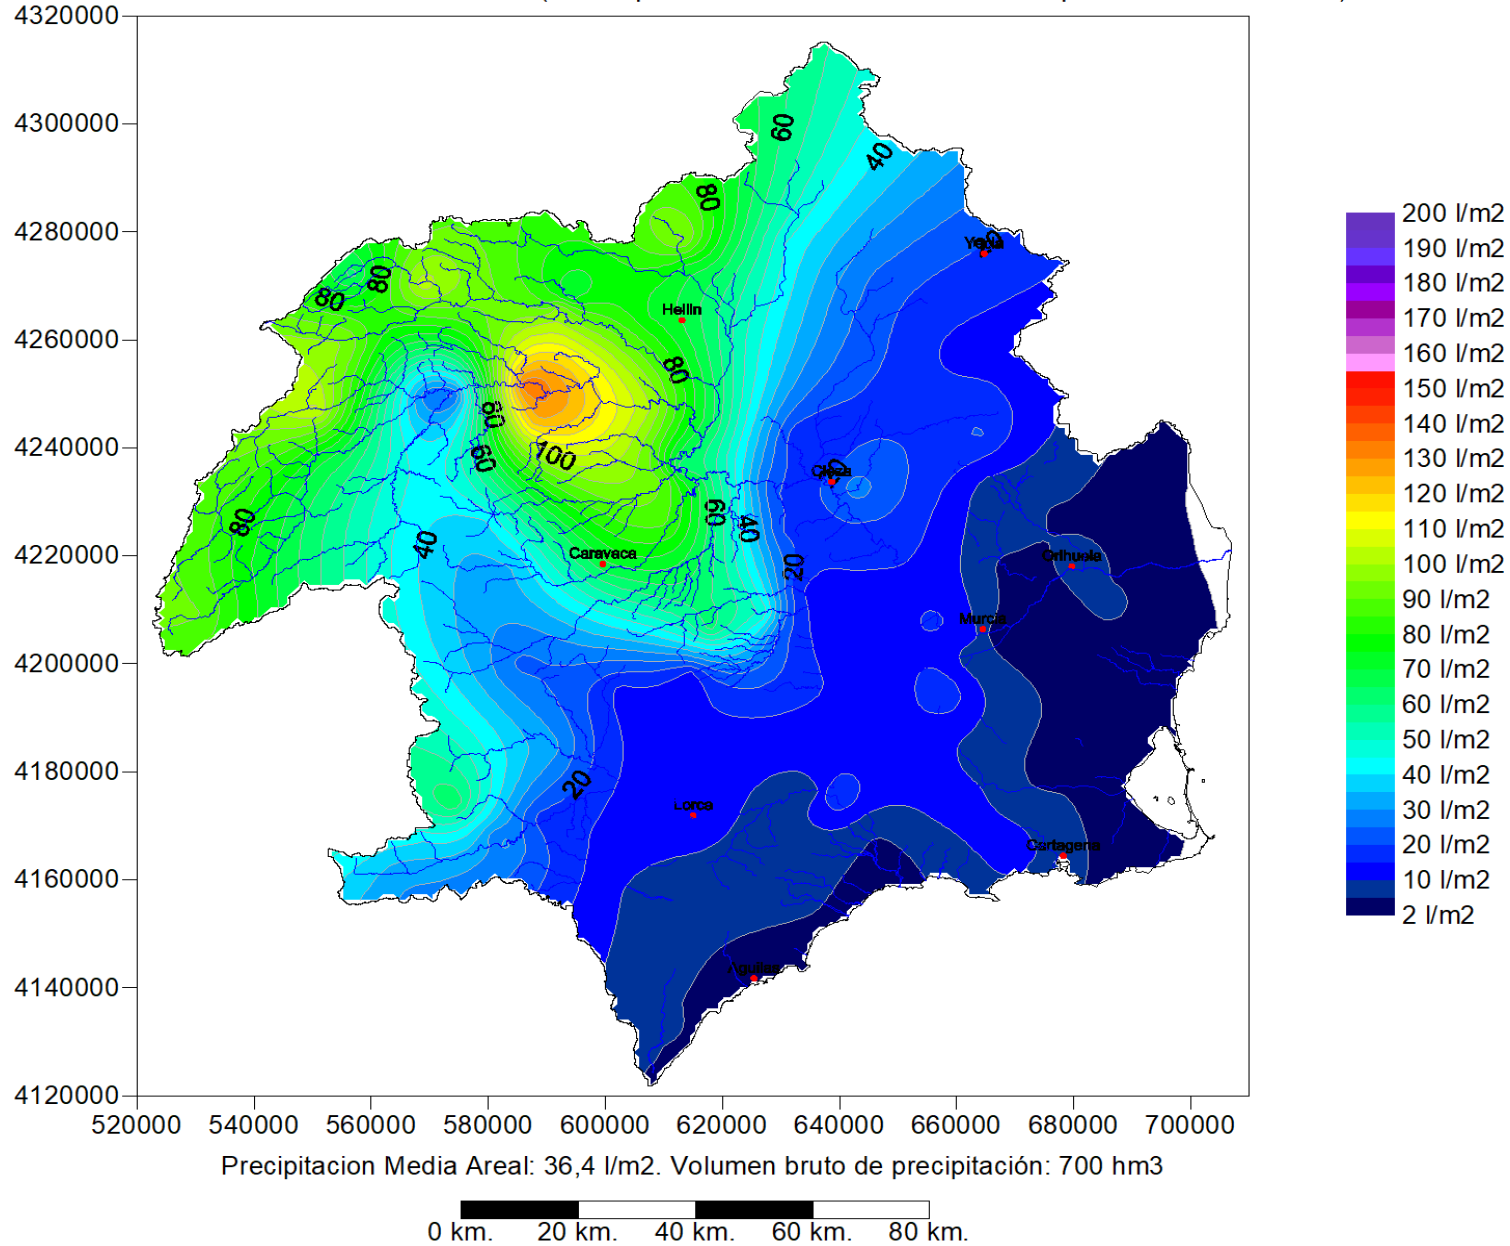 4320000
4300000
4280000
4260000
4240000
4220000
4200000
4180000
4160000
4140000
4120000
520000 540000 560000 580000 600000 620000 640000 660000 680000 700000
60
40
80
80
80
Yecla
Hellin
80
60
60
100
Cieza
80
60
40
40
20
Caravaca
Orihuela
Murcia
20
Lorca
Cartagena
Aguilas
200 l/m2
190 l/m2
180 l/m2
170 l/m2
160 l/m2
150 l/m2
140 l/m2
130 l/m2
120 l/m2
110 l/m2
100 l/m2
90 l/m2
80 l/m2
70 l/m2
60 l/m2
50 l/m2
40 l/m2
30 l/m2
20 l/m2
10 l/m2
2 l/m2
Precipitacion Media Areal: 36,4 l/m2. Volumen bruto de precipitación: 700 hm3
0 km. 20 km. 40 km. 60 km. 80 km.